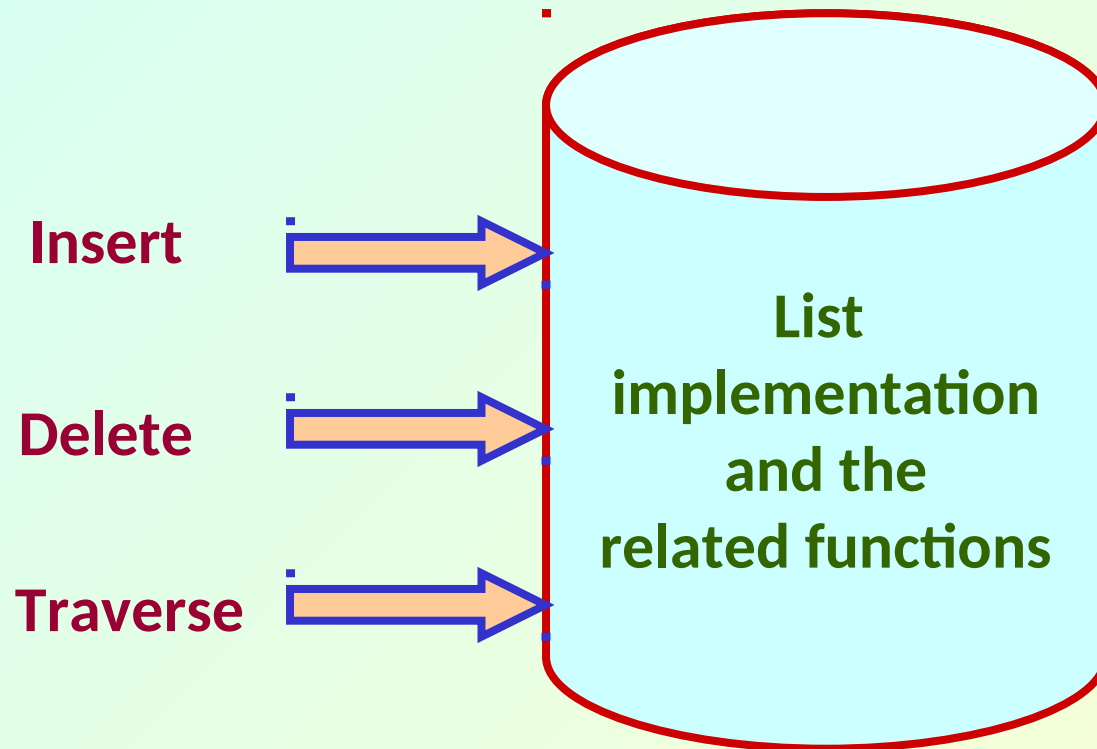 Insert
Delete
Traverse
List
implementation
and the
related functions